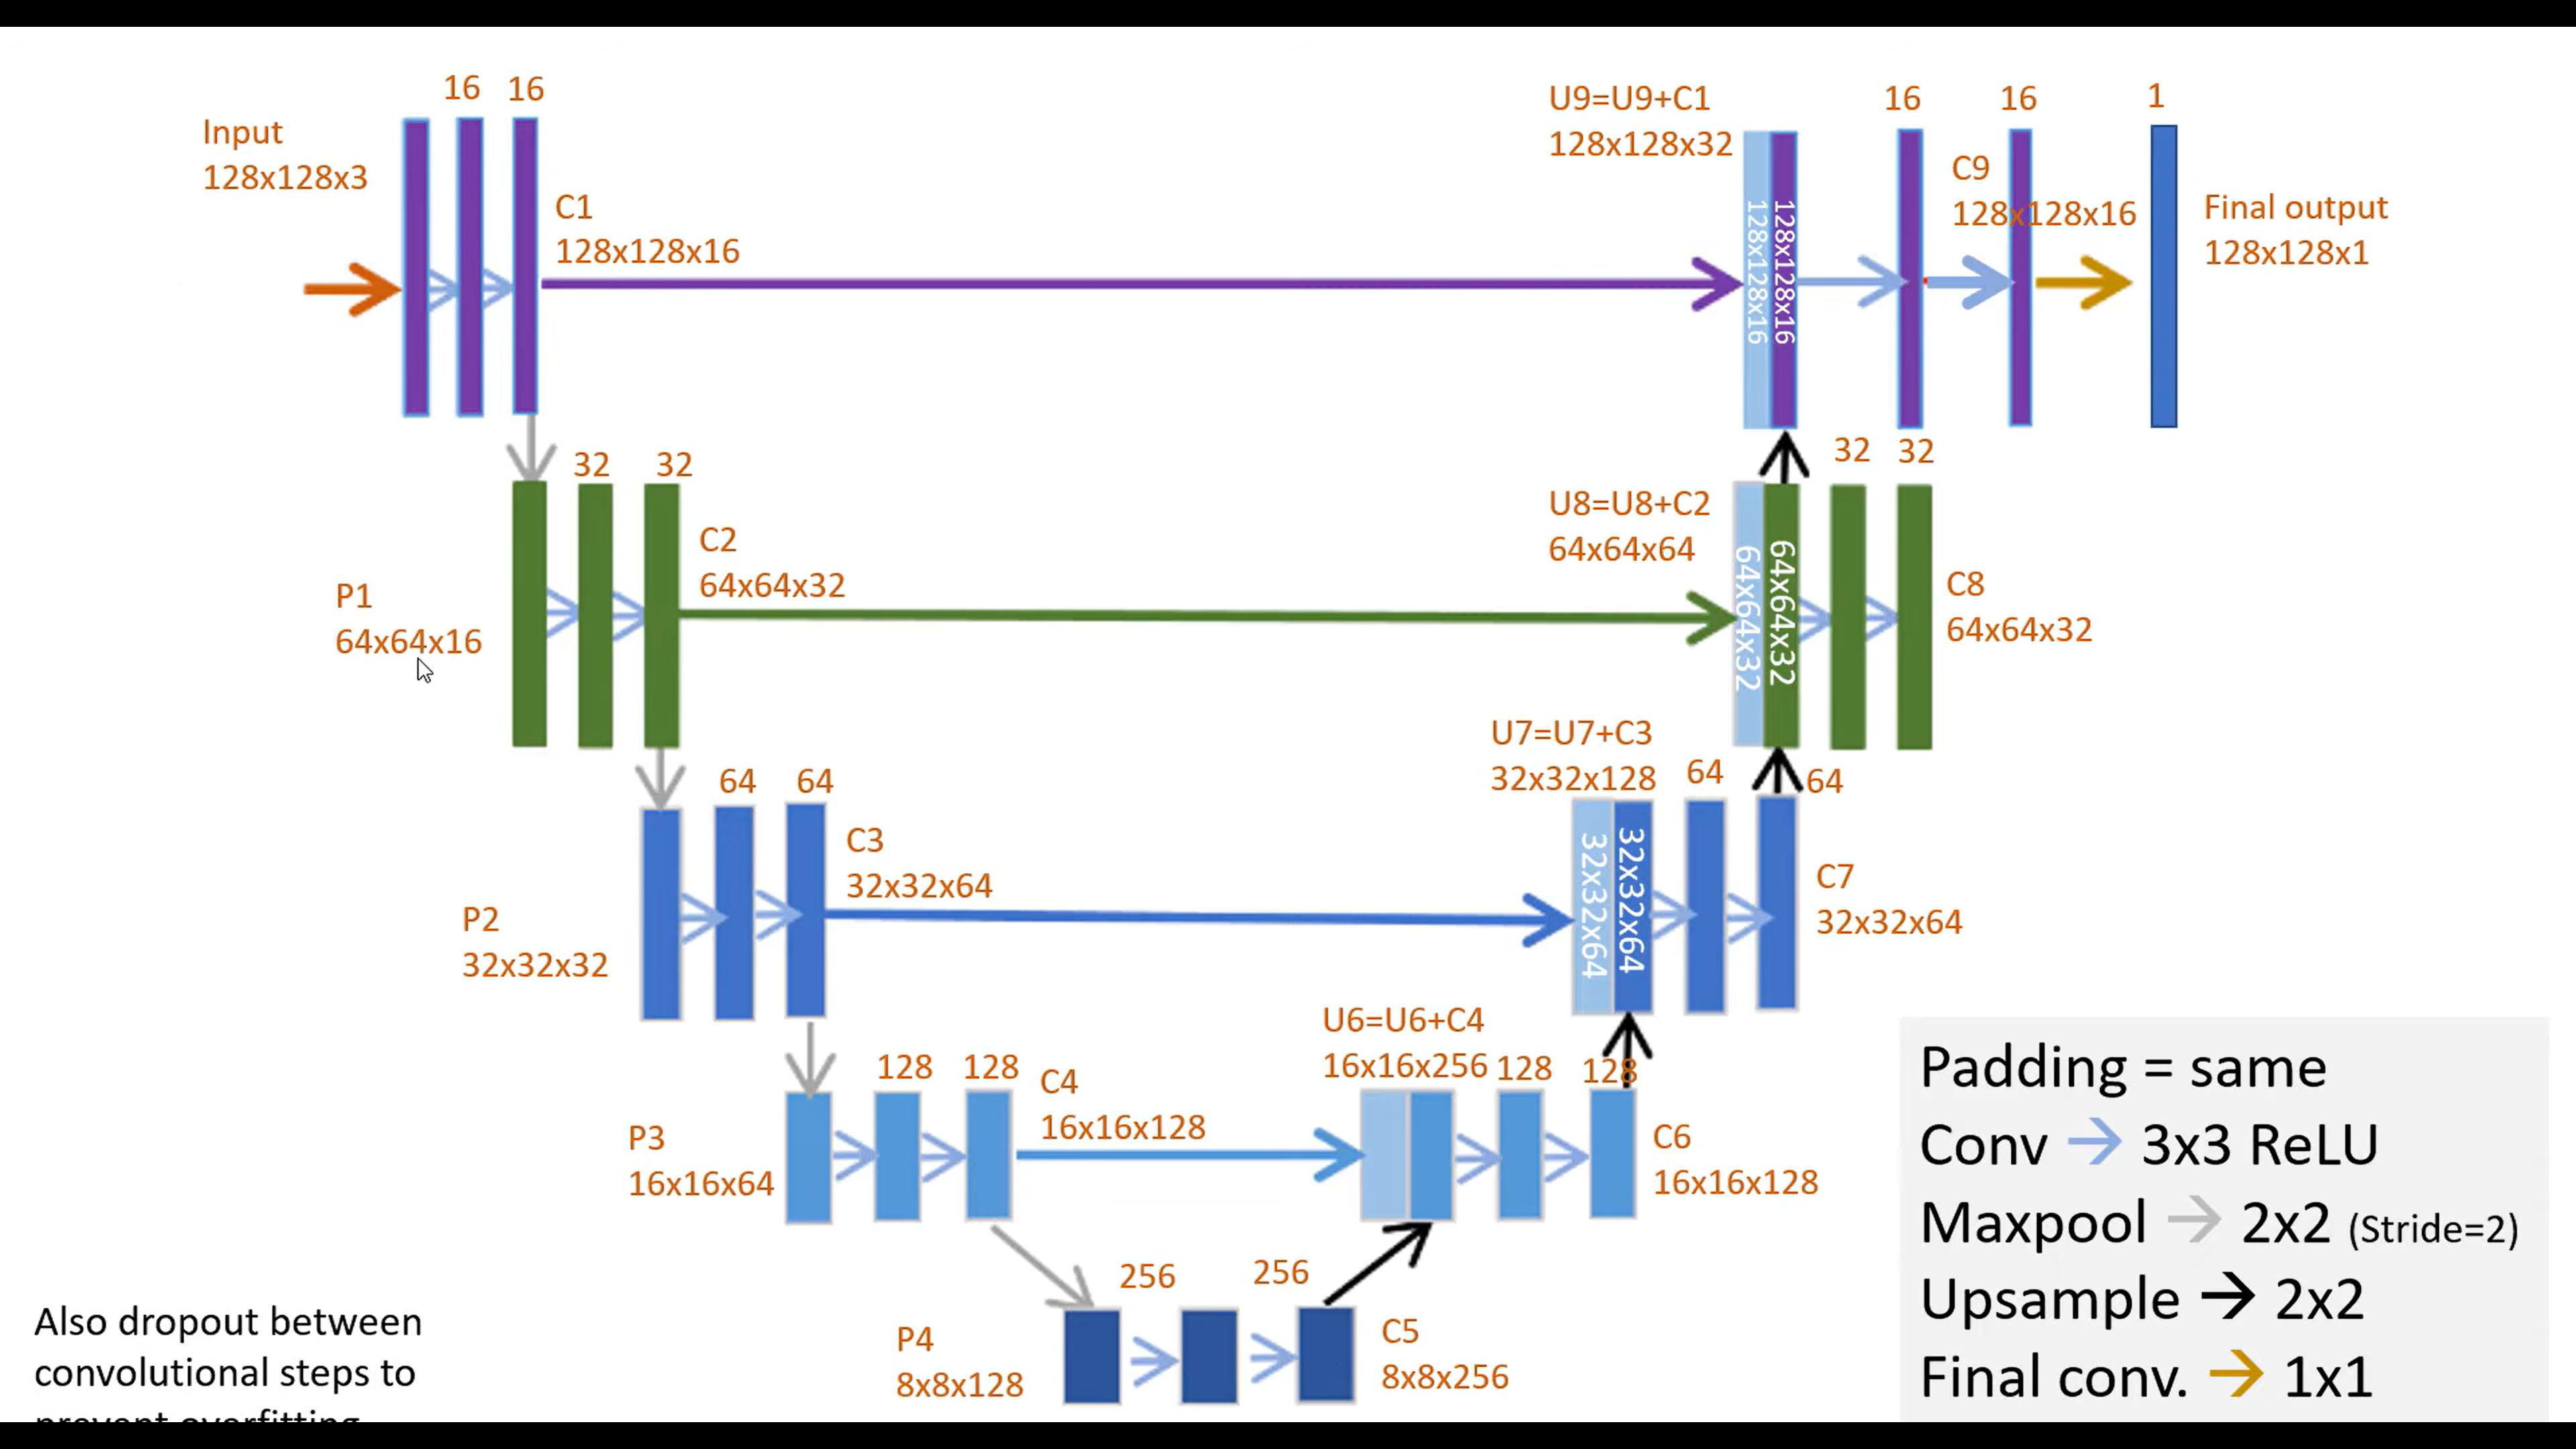 16 16
Input
128x128x3
C1
128x128x16
U9=U9+C1
128x128x32
128x128x16
128x128x16
16 16 1
C9
128x128x16
Final output
128x128x1
32 32
P1
64x64x16
C2
64x64x32
U8=U8+C2
64x64x64
64x64x32
64x64x32
32 32
C8
64x64x32
64 64
P2
32x32x32
C3
32x32x64
U7=U7+C3
32x32x128
32x32x64
32x32x64
64 64
C7
32x32x64
128 128
P3
16x16x64
C4
16x16x128
U6=U6+C4
16x16x256
128 128
C6
16x16x128
256 256
P4
8x8x128
C5
8x8x256
Also dropout between
convolutional steps to
prevent overfitting
Padding = same
Conv → 3x3 ReLU
Maxpool → 2x2 (Stride=2)
Upsample → 2x2
Final conv. → 1x1